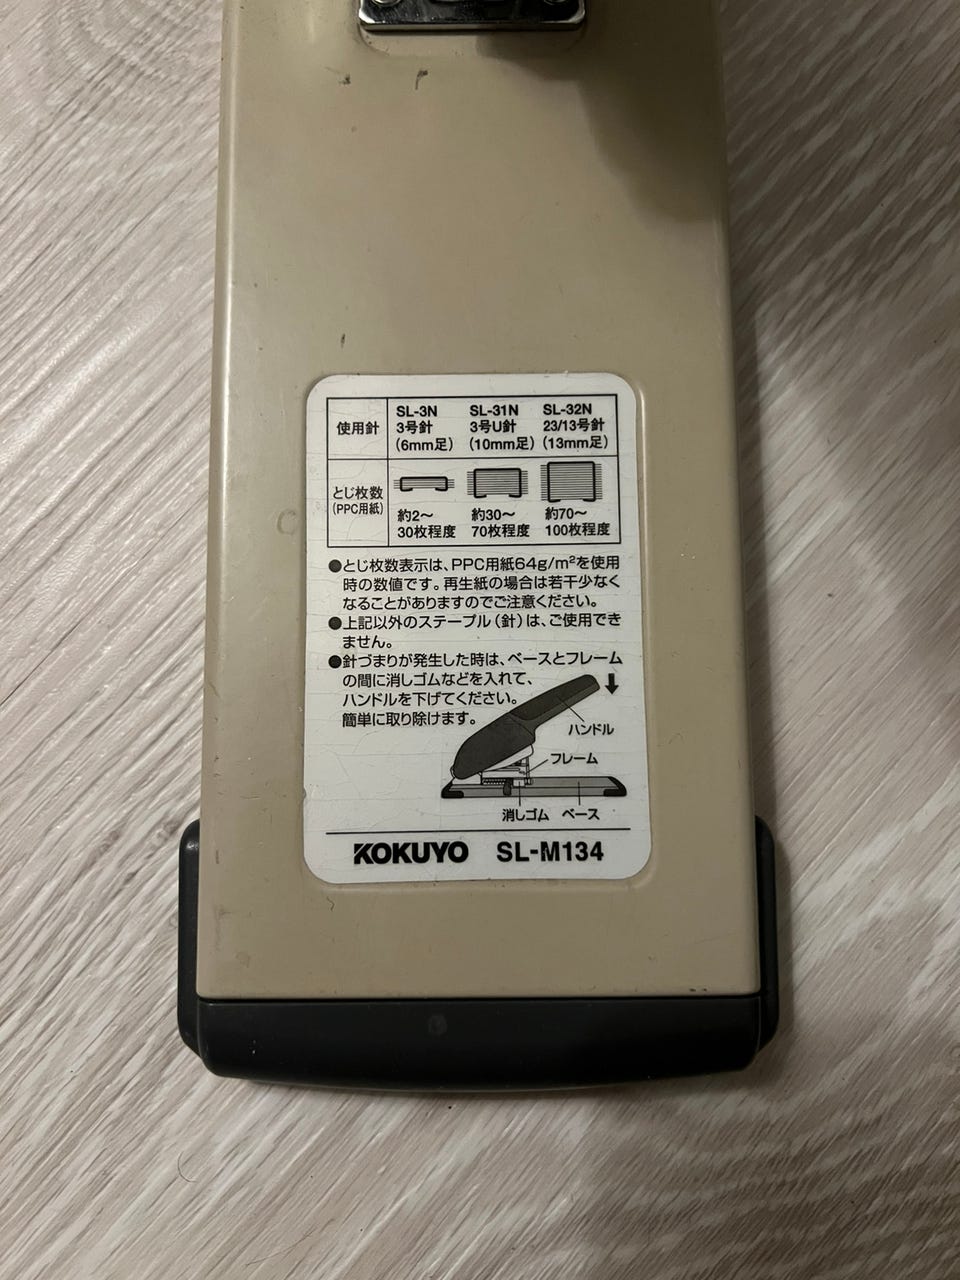 使用針
SL-3N
3号針
(6mm足)
SL-31N
3号U針
(10mm足)
SL-32N
23/13号針
(13mm足)
とじ枚数
(PPC用紙)
約2〜
30枚程度
約30〜
70枚程度
約70〜
100枚程度
●とじ枚数表示は、PPC用紙64g/m²を使用
時の数値です。再生紙の場合は若干少なく
なることがありますのでご注意ください。
●上記以外のステープル(針)は、ご使用でき
ません。
●針づまりが発生した時は、ベースとフレーム
の間に消しゴムなどを入れて、
ハンドルを下げてください。
簡単に取り除けます。
ハンドル
フレーム
消しゴム ベース
KOKUYO SL-M134